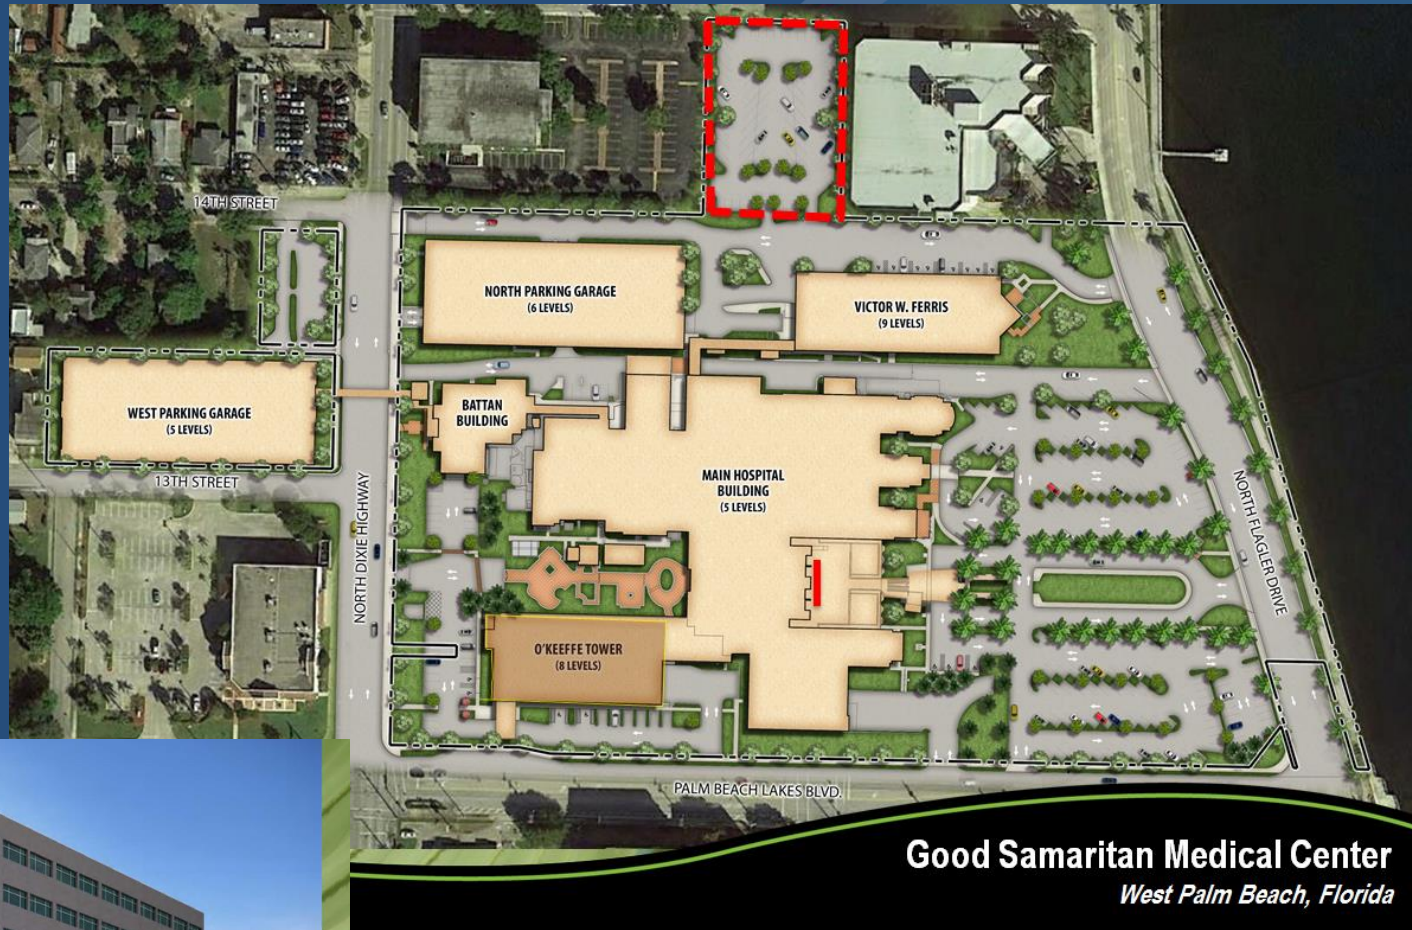 14TH STREET
NORTH PARKING GARAGE
(6 LEVELS)
VICTOR W. FERRIS
(9 LEVELS)
WEST PARKING GARAGE
(5 LEVELS)
BATTAN
BUILDING
13TH STREET
MAIN HOSPITAL
BUILDING
(5 LEVELS)
NORTH DIXIE HIGHWAY
NORTH FLAGLER DRIVE
O'KEEFFE TOWER
(8 LEVELS)
PALM BEACH LAKES BLVD.
Good Samaritan Medical Center
West Palm Beach, Florida